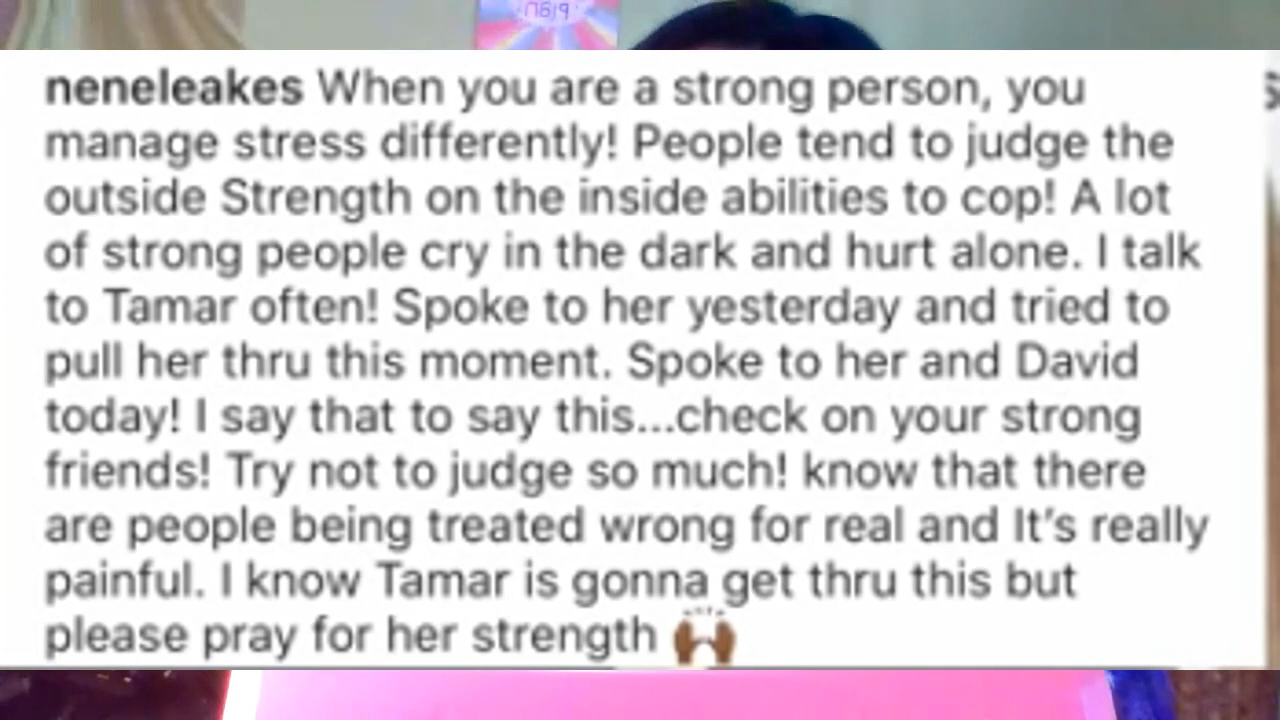 neneleakes When you are a strong person, you
manage stress differently! People tend to judge the
outside Strength on the inside abilities to cop! A lot
of strong people cry in the dark and hurt alone. I talk
to Tamar often! Spoke to her yesterday and tried to
pull her thru this moment. Spoke to her and David
today! I say that to say this...check on your strong
friends! Try not to judge so much! know that there
are people being treated wrong for real and It's really
painful. I know Tamar is gonna get thru this but
please pray for her strength 🙌🏾